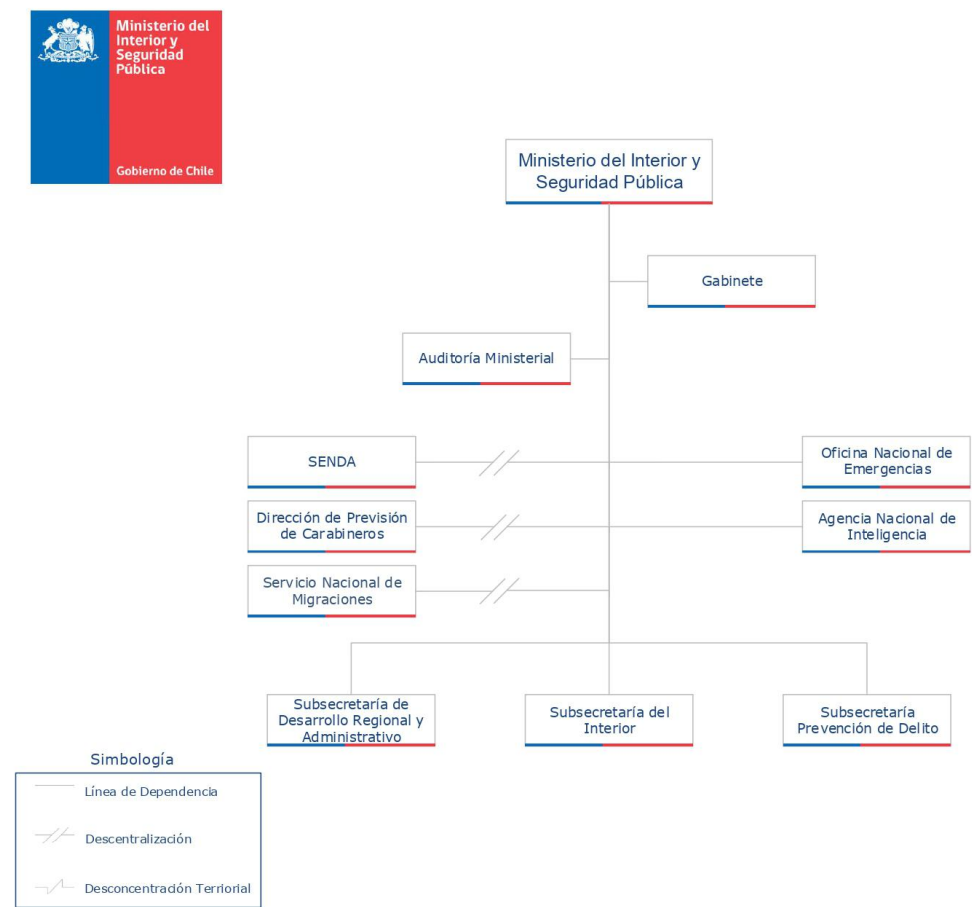 Ministerio del
Interior y
Seguridad
Pública
Gobierno de Chile
Ministerio del Interior y
Seguridad Pública
Gabinete
Auditoría Ministerial
SENDA
Oficina Nacional de
Emergencias
Dirección de Previsión
de Carabineros
Agencia Nacional de
Inteligencia
Servicio Nacional de
Migraciones
Subsecretaría de
Desarrollo Regional y
Administrativo
Subsecretaría del
Interior
Subsecretaría
Prevención de Delito
Simbología
Línea de Dependencia
Descentralización
Desconcentración Terriorial